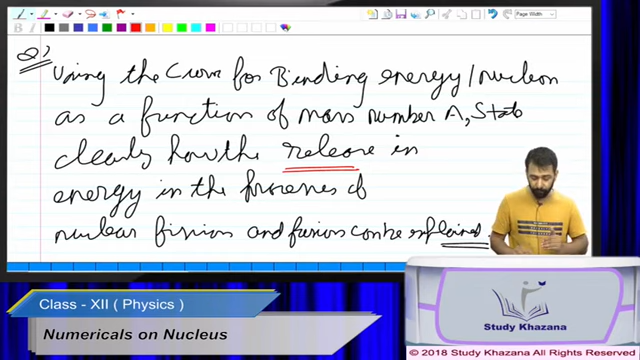 Page Width
Q?
Using the Curve for Binding energy/nucleon
as a function of mass number A, State
clearly how the release in
energy in the processes of
nuclear fission and fusion can be explained.
Class - XII ( Physics )
Numericals on Nucleus
Study Khazana
© 2018 Study Khazana All Rights Reserved